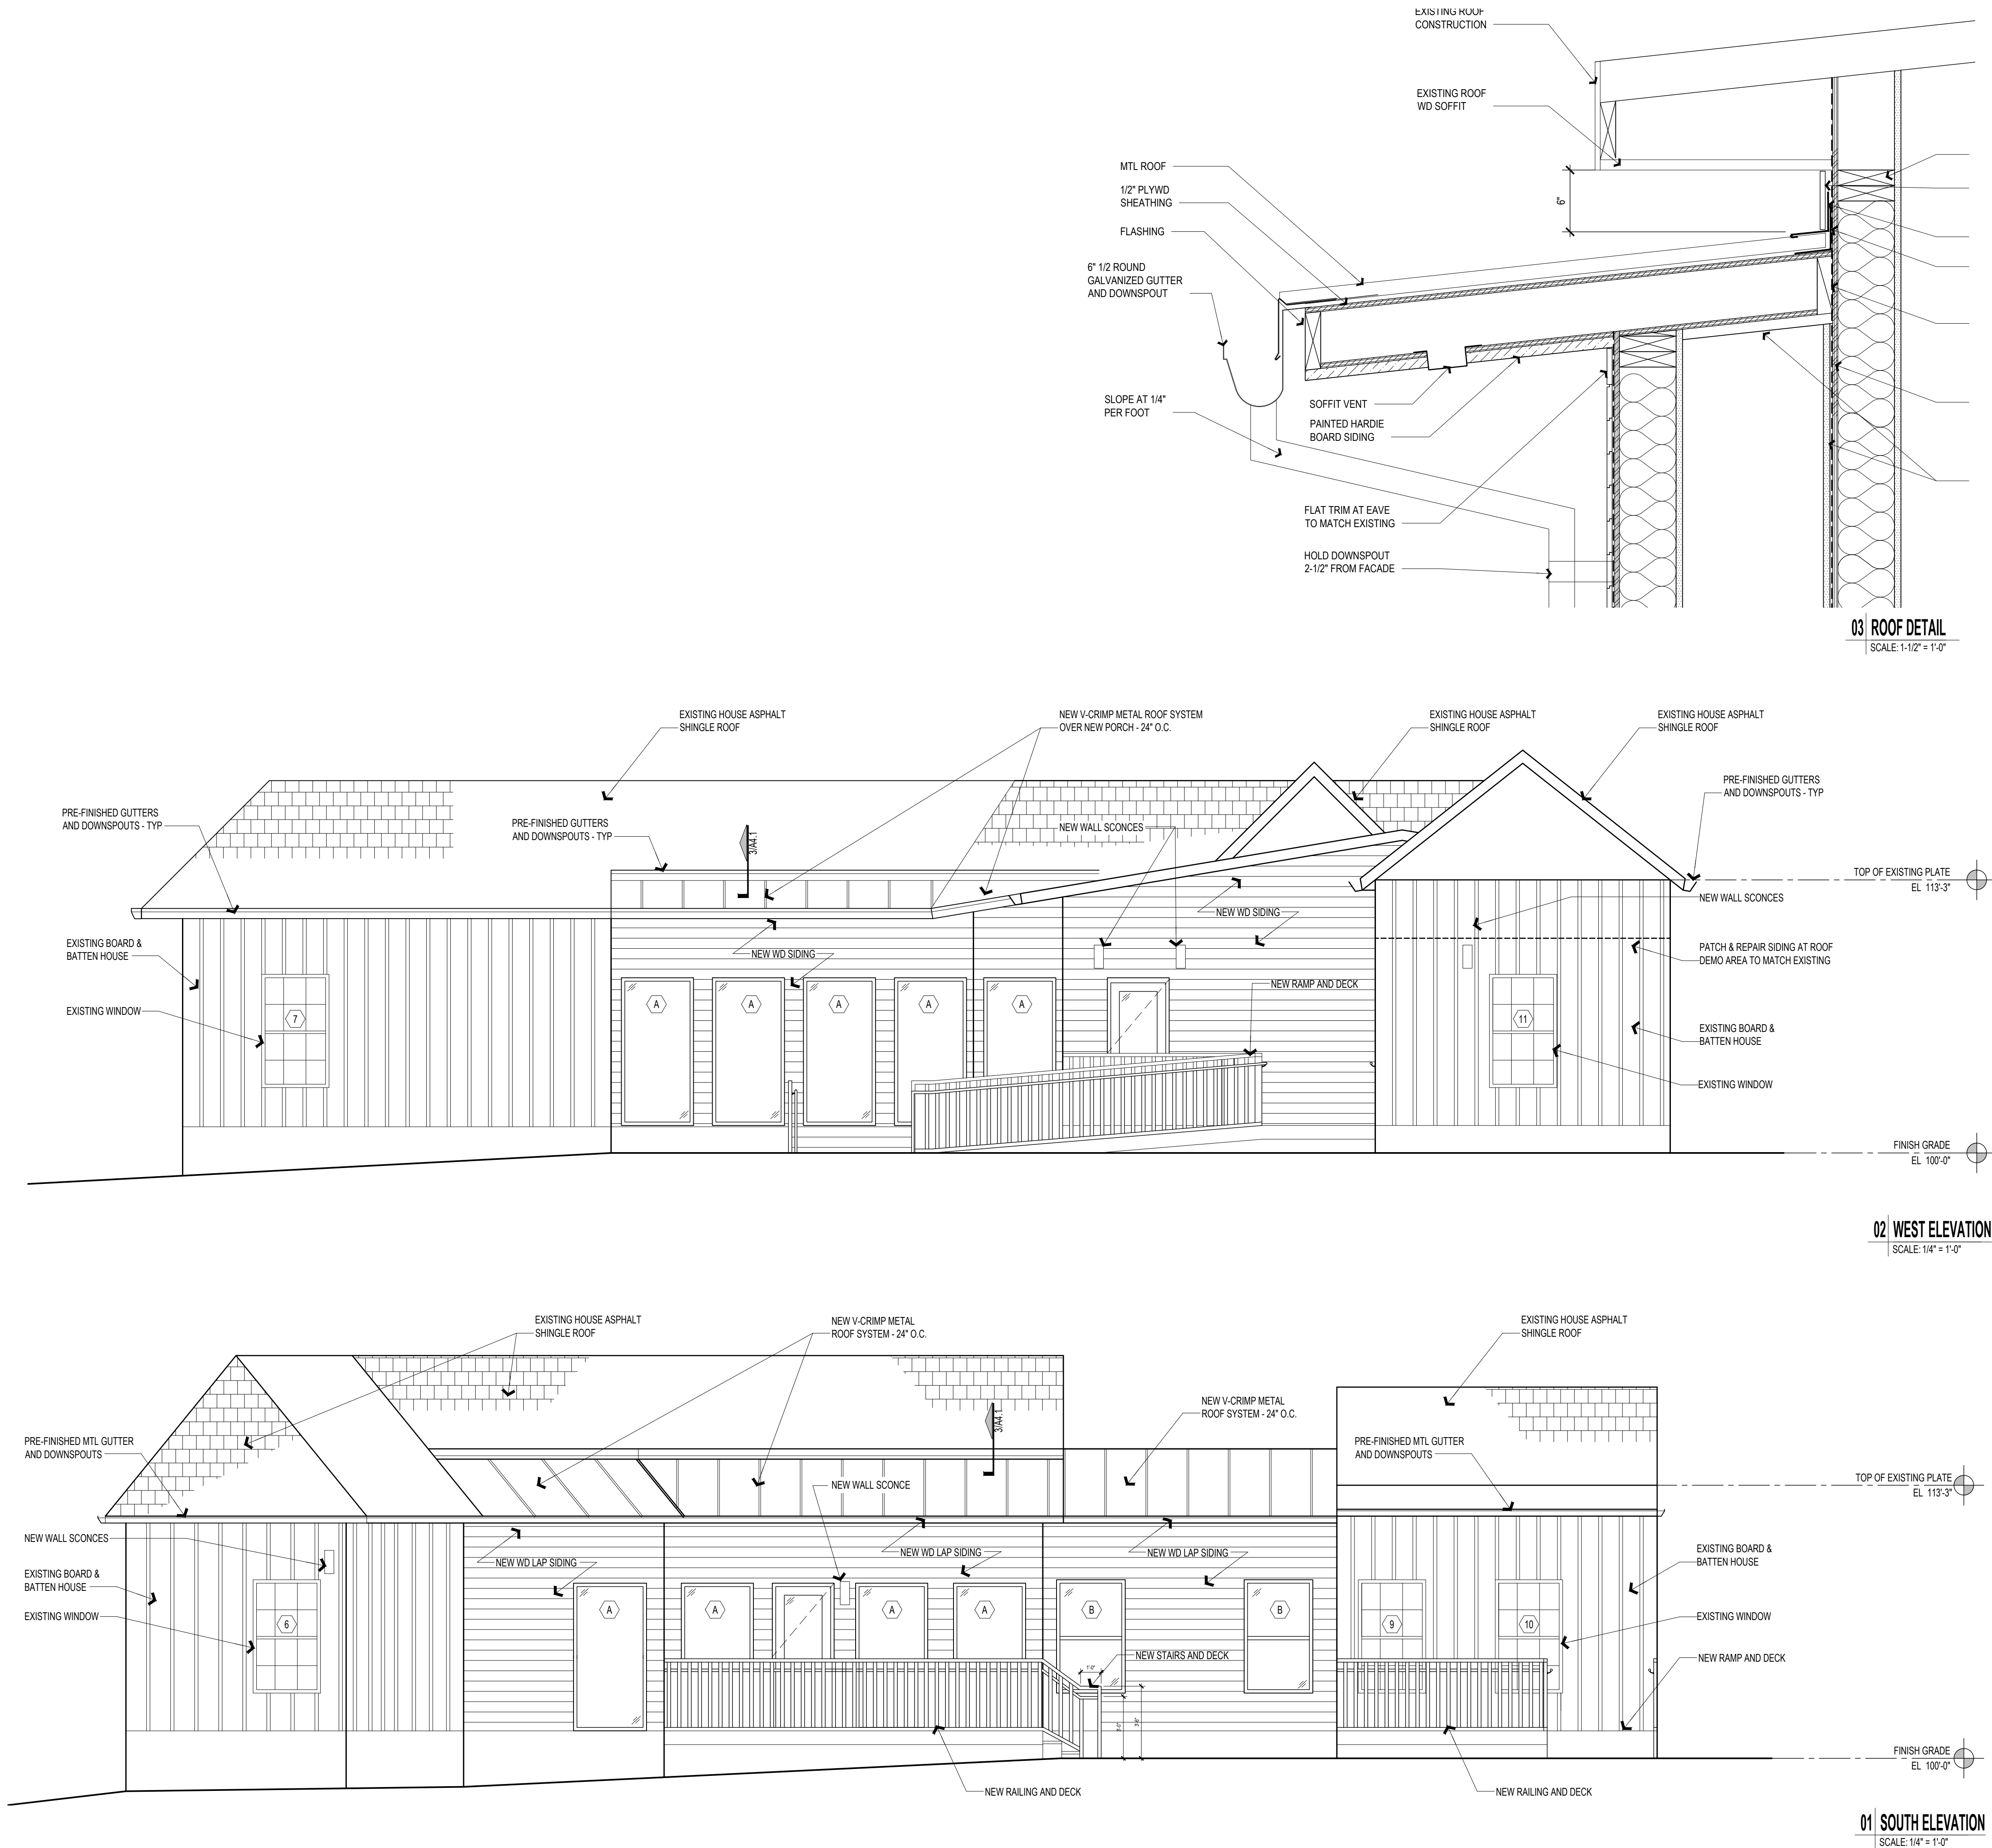 EXISTING ROOF
CONSTRUCTION
EXISTING ROOF
WD SOFFIT
MTL ROOF
1/2" PLYWD
SHEATHING
FLASHING
6"
6" 1/2 ROUND
GALVANIZED GUTTER
AND DOWNSPOUT
SLOPE AT 1/4"
PER FOOT
SOFFIT VENT
PAINTED HARDIE
BOARD SIDING
FLAT TRIM AT EAVE
TO MATCH EXISTING
HOLD DOWNSPOUT
2-1/2" FROM FACADE
03 ROOF DETAIL
SCALE: 1-1/2" = 1'-0"
EXISTING HOUSE ASPHALT
SHINGLE ROOF
NEW V-CRIMP METAL ROOF SYSTEM
OVER NEW PORCH - 24" O.C.
EXISTING HOUSE ASPHALT
SHINGLE ROOF
EXISTING HOUSE ASPHALT
SHINGLE ROOF
PRE-FINISHED GUTTERS
AND DOWNSPOUTS - TYP
PRE-FINISHED GUTTERS
AND DOWNSPOUTS - TYP
3/A4.1
NEW WALL SCONCES
PRE-FINISHED GUTTERS
AND DOWNSPOUTS - TYP
TOP OF EXISTING PLATE
EL 113'-3"
NEW WALL SCONCES
NEW WD SIDING
NEW WD SIDING
EXISTING BOARD &
BATTEN HOUSE
PATCH & REPAIR SIDING AT ROOF
DEMO AREA TO MATCH EXISTING
NEW RAMP AND DECK
EXISTING WINDOW
7
A
A
A
A
A
11
EXISTING BOARD &
BATTEN HOUSE
EXISTING WINDOW
FINISH GRADE
EL 100'-0"
02 WEST ELEVATION
SCALE: 1/4" = 1'-0"
EXISTING HOUSE ASPHALT
SHINGLE ROOF
NEW V-CRIMP METAL
ROOF SYSTEM - 24" O.C.
EXISTING HOUSE ASPHALT
SHINGLE ROOF
NEW V-CRIMP METAL
ROOF SYSTEM - 24" O.C.
3/A4.1
PRE-FINISHED MTL GUTTER
AND DOWNSPOUTS
PRE-FINISHED MTL GUTTER
AND DOWNSPOUTS
NEW WALL SCONCE
TOP OF EXISTING PLATE
EL 113'-3"
NEW WALL SCONCES
NEW WD LAP SIDING
NEW WD LAP SIDING
NEW WD LAP SIDING
EXISTING BOARD &
BATTEN HOUSE
EXISTING BOARD &
BATTEN HOUSE
EXISTING WINDOW
6
A
A
A
A
B
B
9
10
EXISTING WINDOW
NEW STAIRS AND DECK
NEW RAMP AND DECK
1'-0"
3'-0"
3'-6"
FINISH GRADE
EL 100'-0"
NEW RAILING AND DECK
NEW RAILING AND DECK
01 SOUTH ELEVATION
SCALE: 1/4" = 1'-0"